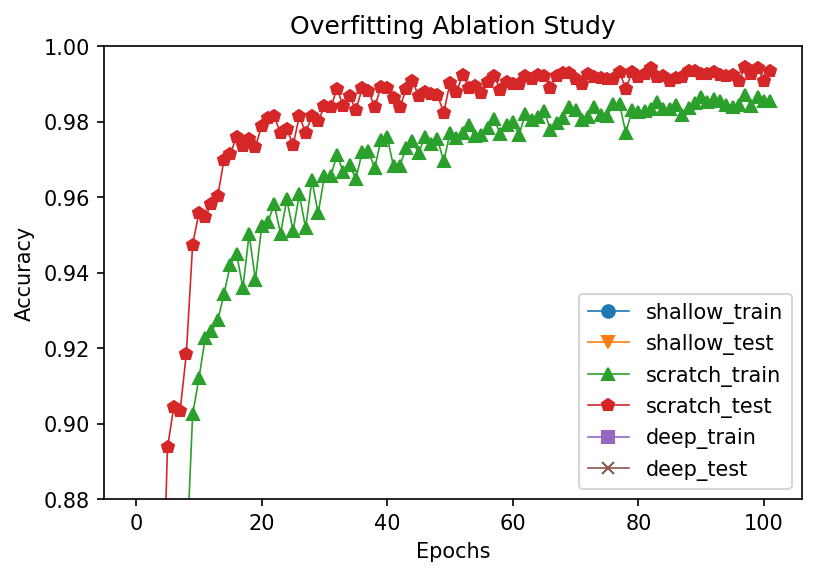 Overfitting Ablation Study
Accuracy
1.00
0.98
0.96
0.94
0.92
0.90
0.88
shallow_train
shallow_test
scratch_train
scratch_test
deep_train
deep_test
0 20 40 60 80 100
Epochs